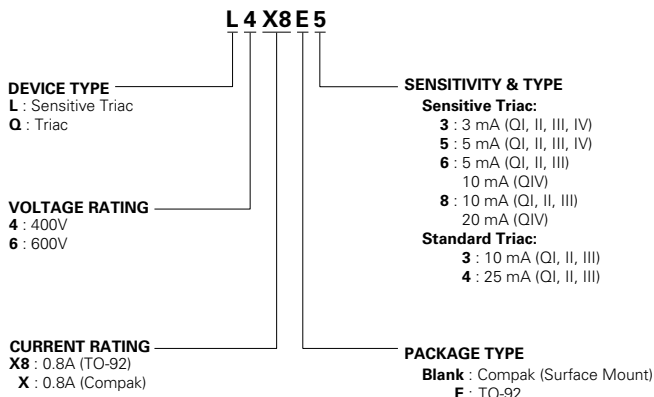 L 4 X8 E 5
DEVICE TYPE
L : Sensitive Triac
Q : Triac
VOLTAGE RATING
4 : 400V
6 : 600V
CURRENT RATING
X8 : 0.8A (TO-92)
X : 0.8A (Compak)
SENSITIVITY & TYPE
Sensitive Triac:
3 : 3 mA (QI, II, III, IV)
5 : 5 mA (QI, II, III, IV)
6 : 5 mA (QI, II, III)
10 mA (QIV)
8 : 10 mA (QI, II, III)
20 mA (QIV)
Standard Triac:
3 : 10 mA (QI, II, III)
4 : 25 mA (QI, II, III)
PACKAGE TYPE
Blank : Compak (Surface Mount)
E : TO-92